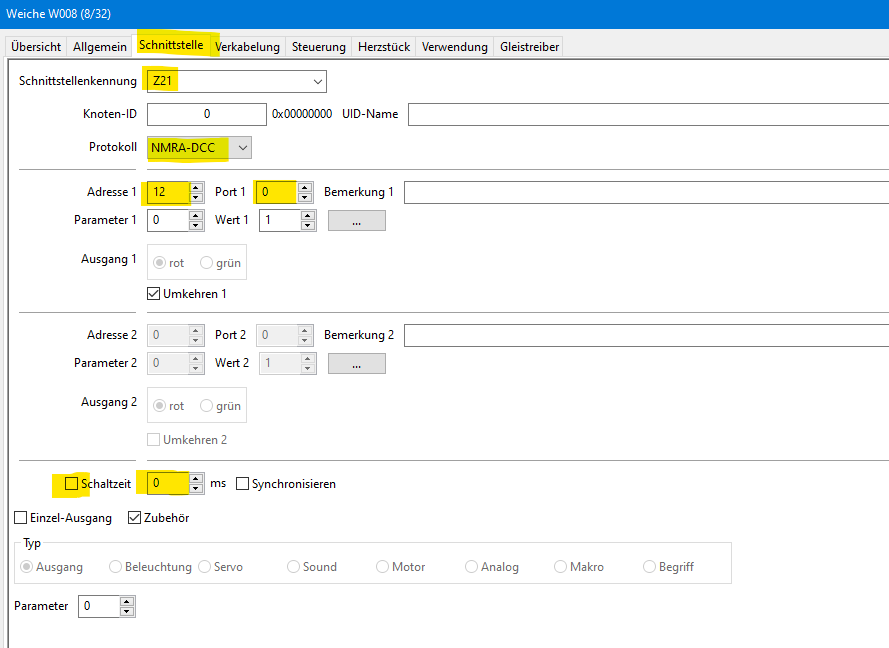 Weiche W008 (8/32)
Übersicht Allgemein Schnittstelle Verkabelung Steuerung Herzstück Verwendung Gleistreiber
Schnittstellenkennung Z21
Knoten-ID 0 0x00000000 UID-Name
Protokoll NMRA-DCC
Adresse 1 12 Port 1 0 Bemerkung 1
Parameter 1 0 Wert 1 1 ...
Ausgang 1 rot grün
Umkehren 1
Adresse 2 0 Port 2 0 Bemerkung 2
Parameter 2 0 Wert 2 1 ...
Ausgang 2 rot grün
Umkehren 2
Schaltzeit 0 ms Synchronisieren
Einzel-Ausgang Zubehör
Typ
Ausgang Beleuchtung Servo Sound Motor Analog Makro Begriff
Parameter 0